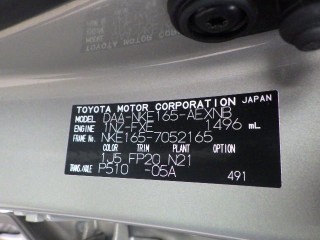 TOYOTA MOTOR CORPORATION JAPAN
MODEL DAA-NKE165-AEXNB
ENGINE 1NZ-FXE 1496 mL
FRAME No. NKE165-7052165
COLOR TRIM PLANT OPTION
1J5 FP20 N21
TRANS./AXLE P510 -05A
491